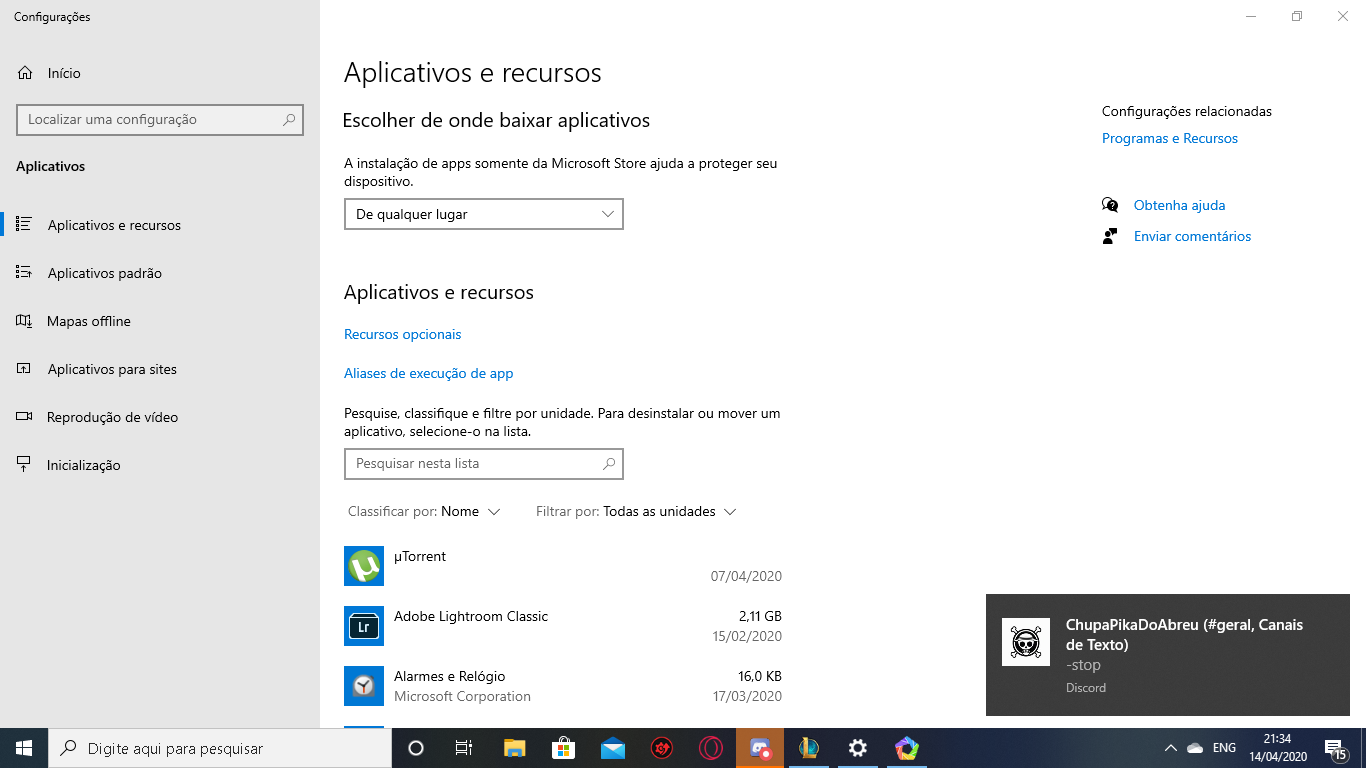 Configurações
Início
Localizar uma configuração
Aplicativos
Aplicativos e recursos
Aplicativos padrão
Mapas offline
Aplicativos para sites
Reprodução de vídeo
Inicialização
Aplicativos e recursos
Escolher de onde baixar aplicativos
A instalação de apps somente da Microsoft Store ajuda a proteger seu
dispositivo.
De qualquer lugar
Aplicativos e recursos
Recursos opcionais
Aliases de execução de app
Pesquise, classifique e filtre por unidade. Para desinstalar ou mover um
aplicativo, selecione-o na lista.
Pesquisar nesta lista
Classificar por: Nome
Filtrar por: Todas as unidades
µ
µTorrent
07/04/2020
Lr
Adobe Lightroom Classic
2,11 GB
15/02/2020
Alarmes e Relógio
16,0 KB
Microsoft Corporation
17/03/2020
Configurações relacionadas
Programas e Recursos
Obtenha ajuda
Enviar comentários
ChupaPikaDoAbreu (#geral, Canais
de Texto)
-stop
Discord
Digite aqui para pesquisar
ENG
21:34
14/04/2020
15